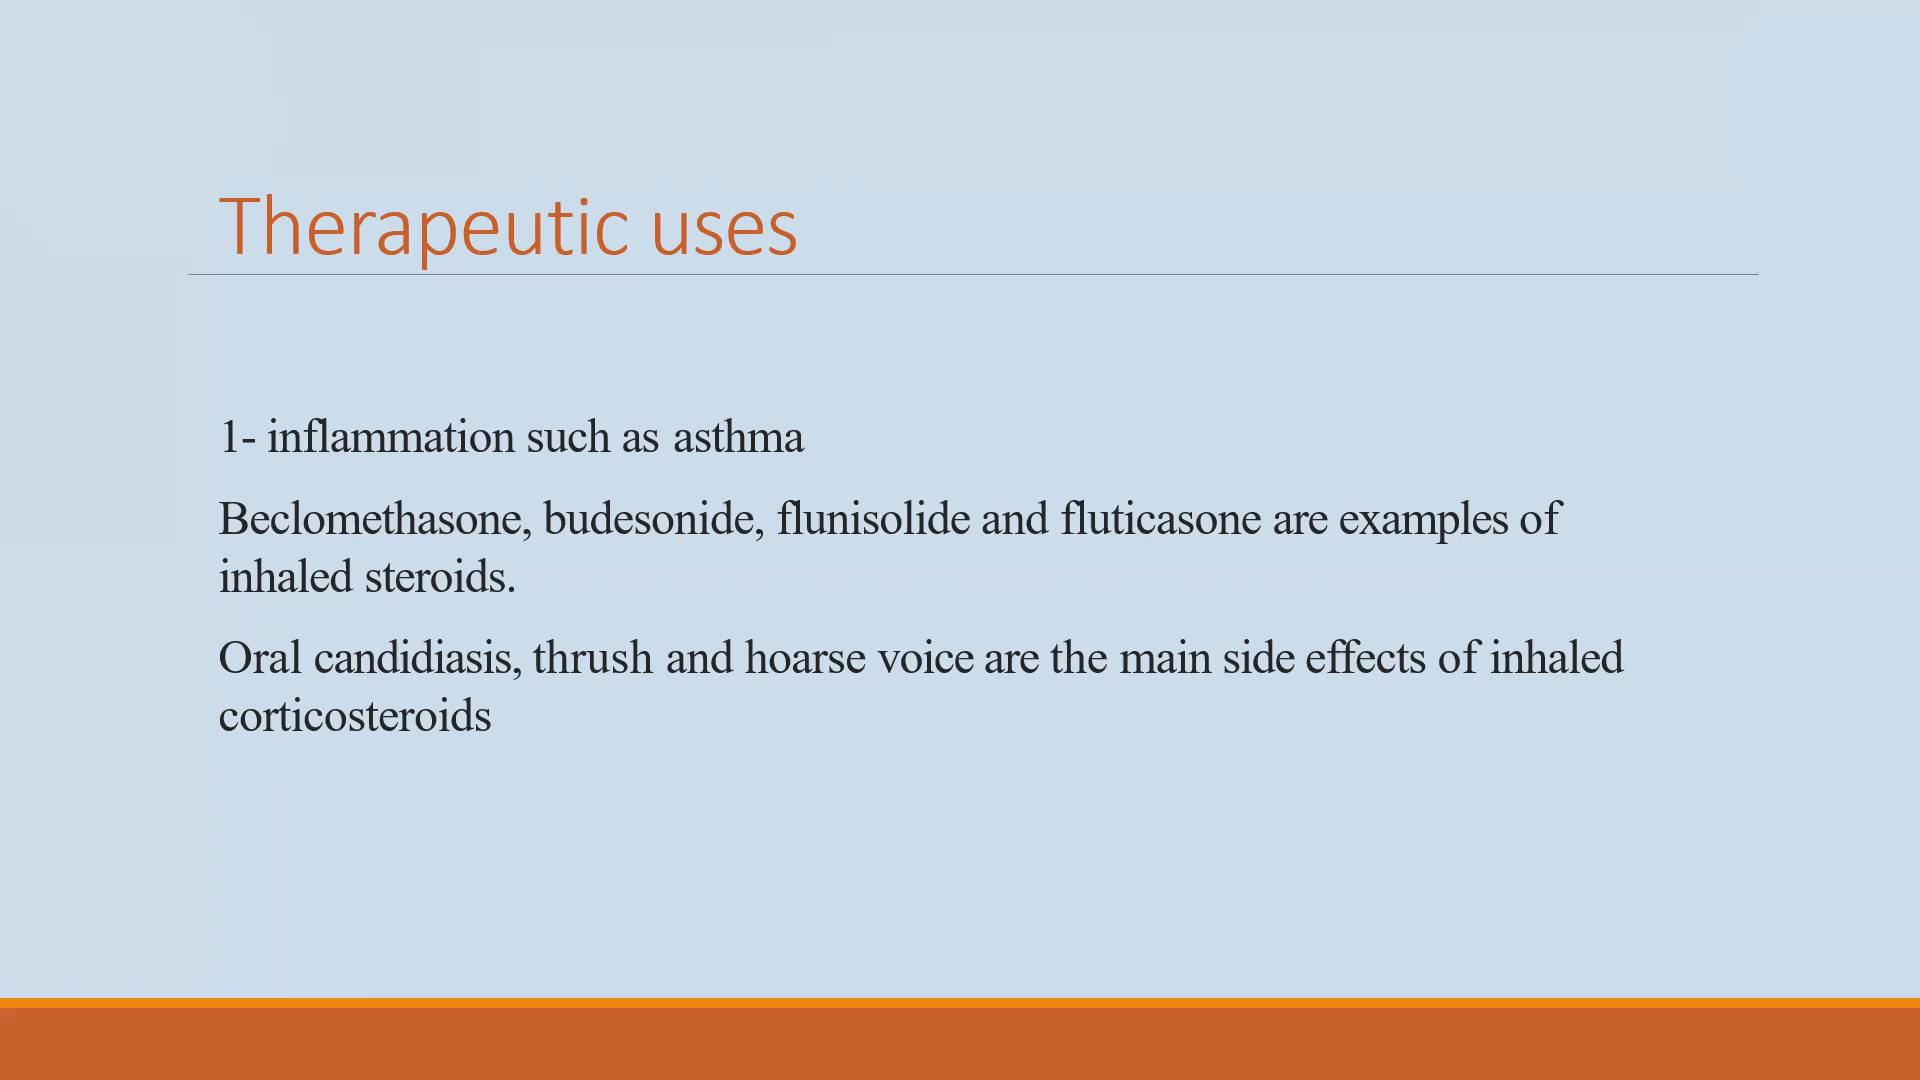 Therapeutic uses
1- inflammation such as asthma
Beclomethasone, budesonide, flunisolide and fluticasone are examples of
inhaled steroids.
Oral candidiasis, thrush and hoarse voice are the main side effects of inhaled
corticosteroids